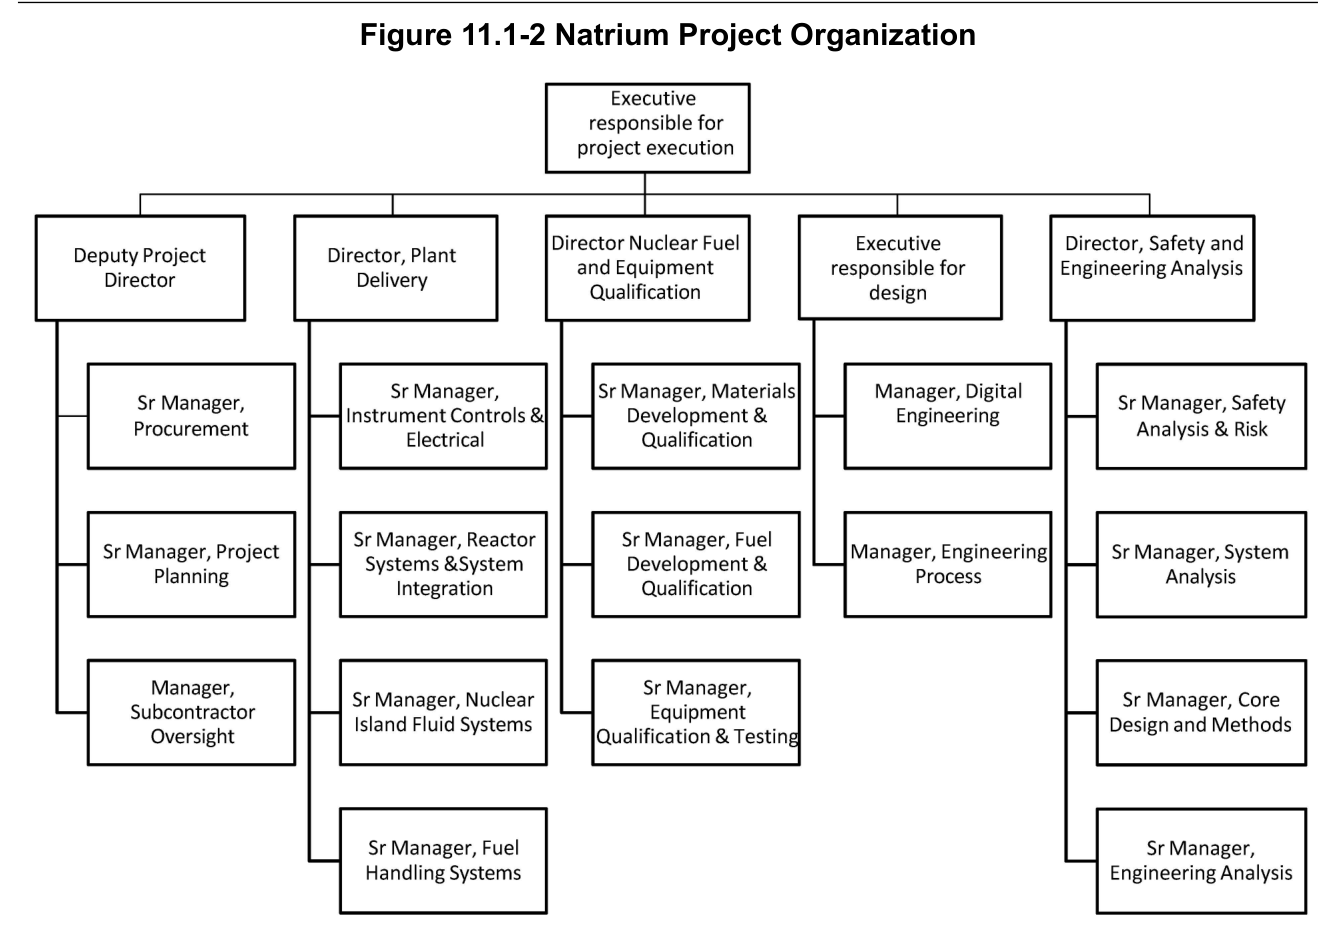 Figure 11.1-2 Natrium Project Organization
Executive
responsible for
project execution
Deputy Project
Director
Director, Plant
Delivery
Director Nuclear Fuel
and Equipment
Qualification
Executive
responsible for
design
Director, Safety and
Engineering Analysis
Sr Manager,
Procurement
Sr Manager, Project
Planning
Manager,
Subcontractor
Oversight
Sr Manager,
Instrument Controls &
Electrical
Sr Manager, Reactor
Systems &System
Integration
Sr Manager, Nuclear
Island Fluid Systems
Sr Manager, Fuel
Handling Systems
Sr Manager, Materials
Development &
Qualification
Sr Manager, Fuel
Development &
Qualification
Sr Manager,
Equipment
Qualification & Testing
Manager, Digital
Engineering
Manager, Engineering
Process
Sr Manager, Safety
Analysis & Risk
Sr Manager, System
Analysis
Sr Manager, Core
Design and Methods
Sr Manager,
Engineering Analysis